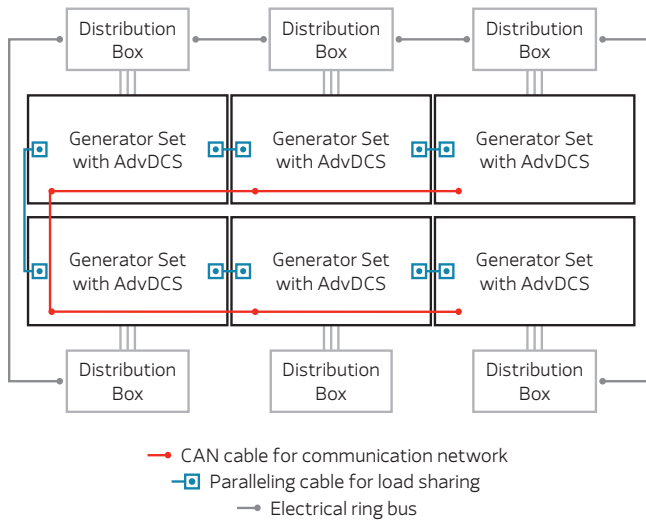 Distribution
Box
Distribution
Box
Distribution
Box
Generator Set
with AdvDCS
Generator Set
with AdvDCS
Generator Set
with AdvDCS
Generator Set
with AdvDCS
Generator Set
with AdvDCS
Generator Set
with AdvDCS
Distribution
Box
Distribution
Box
Distribution
Box
CAN cable for communication network
Paralleling cable for load sharing
Electrical ring bus